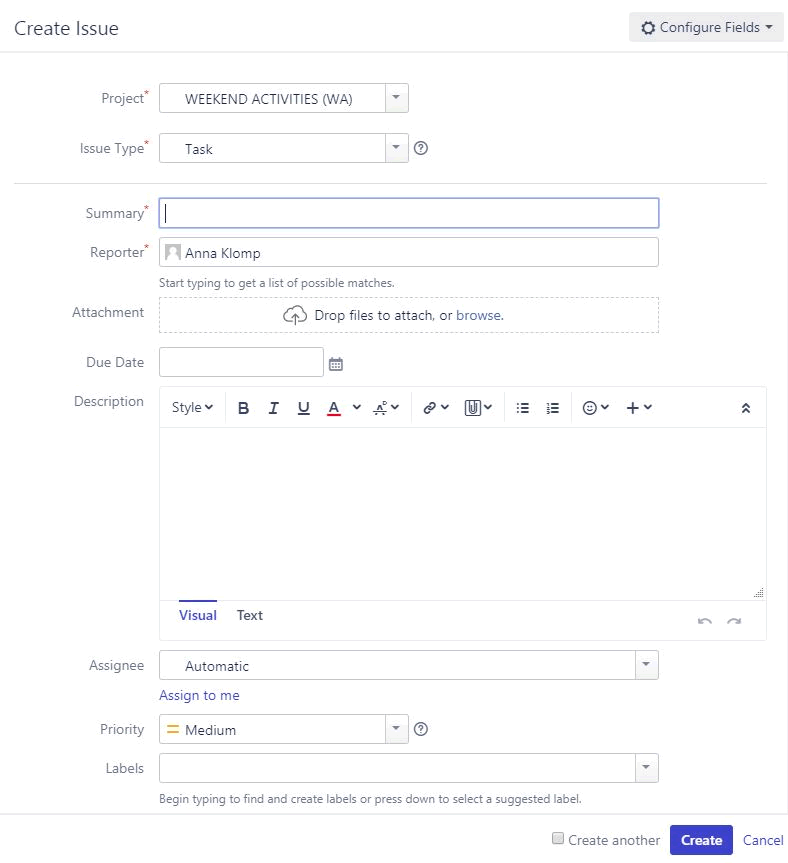 Create Issue Configure Fields
Project* WEEKEND ACTIVITIES (WA)
Issue Type* Task ?
Summary*
Reporter* Anna Klomp
Start typing to get a list of possible matches.
Attachment Drop files to attach, or browse.
Due Date
Description Style B I U A
Visual Text
Assignee Automatic
Assign to me
Priority Medium ?
Labels
Begin typing to find and create labels or press down to select a suggested label.
Create another Create Cancel